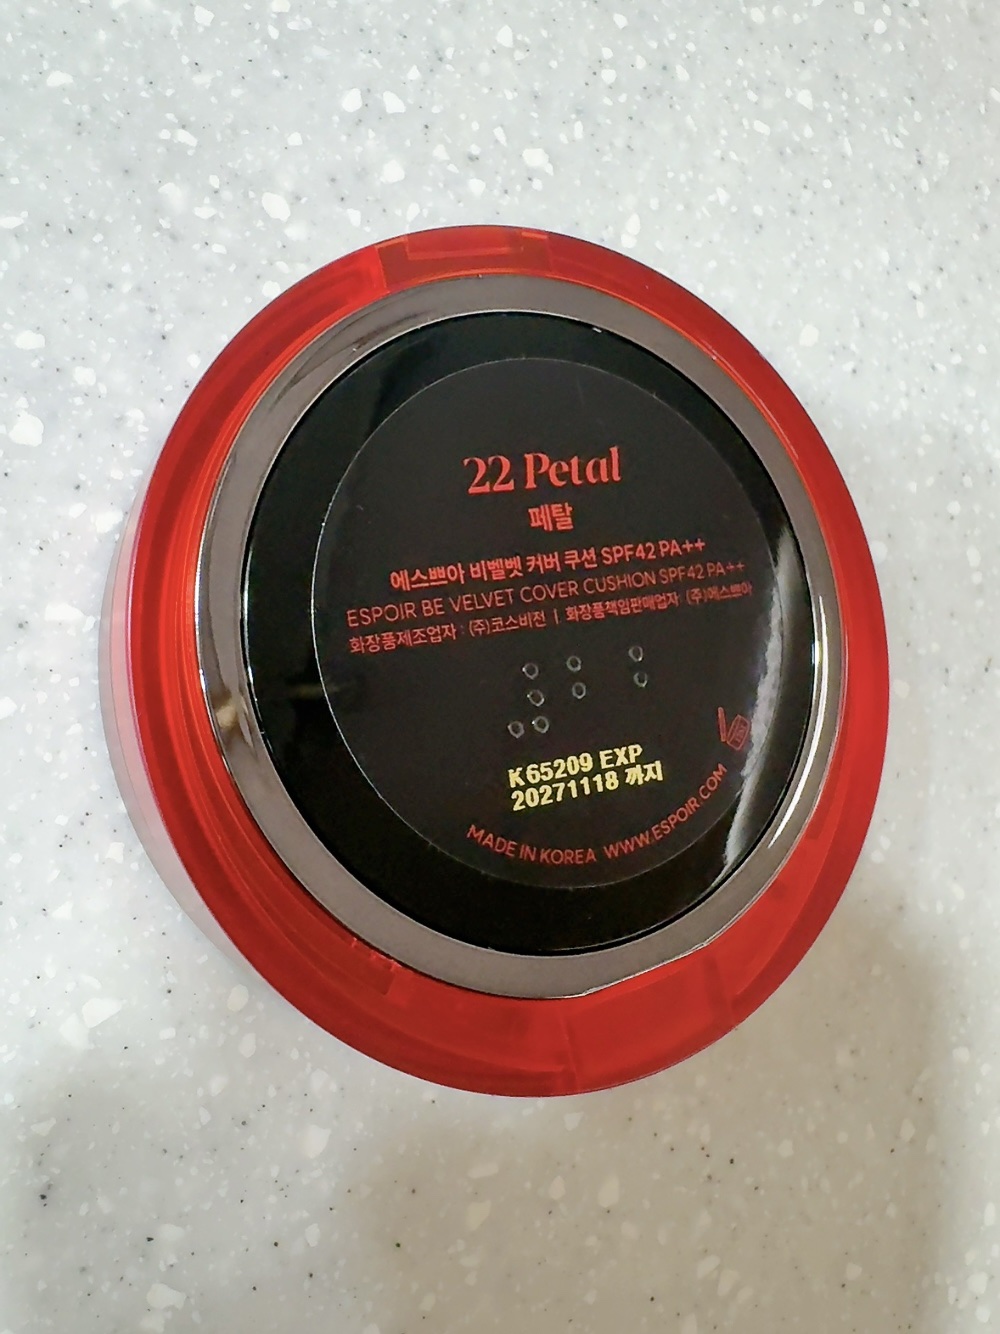 22 Petal
페탈
에스쁘아 비벨벳 커버 쿠션 SPF42 PA++
ESPOIR BE VELVET COVER CUSHION SPF42 PA++
화장품제조업자 : (주)코스비전 | 화장품책임판매업자 (주)에스쁘아
K65209 EXP
20271118 까지
MADE IN KOREA WWW.ESPOIR.COM